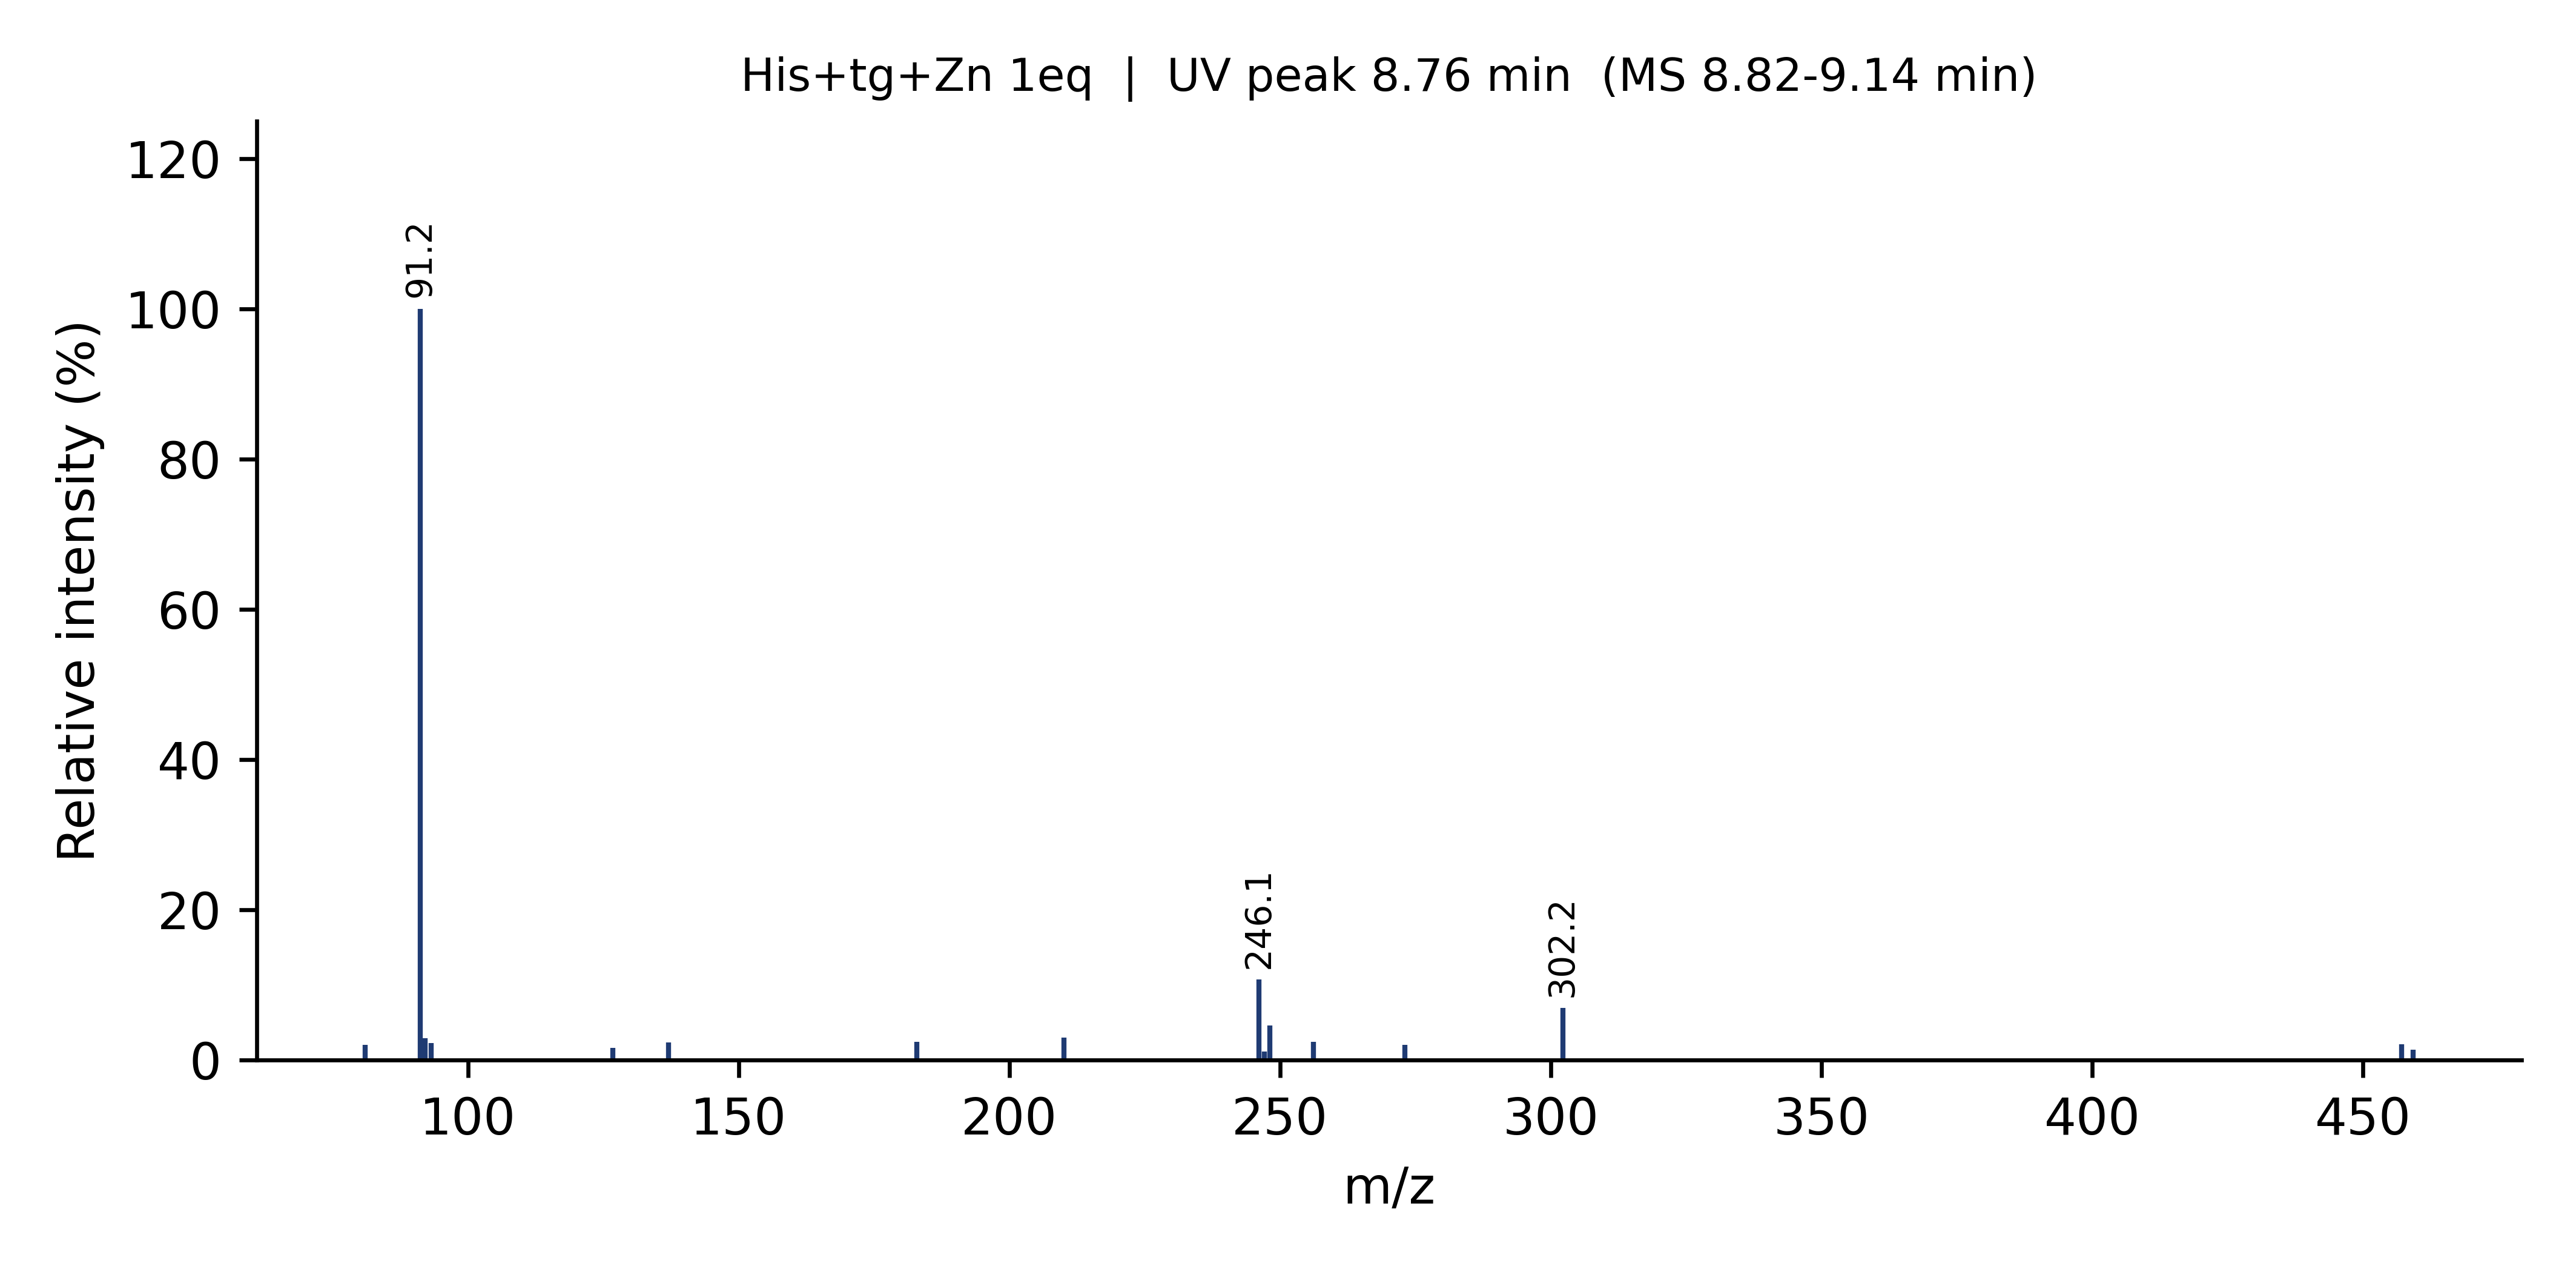 His+tg+Zn 1eq | UV peak 8.76 min (MS 8.82-9.14 min)
120
100
80
60
40
20
0
Relative intensity (%)
91.2
246.1
302.2
100 150 200 250 300 350 400 450
m/z